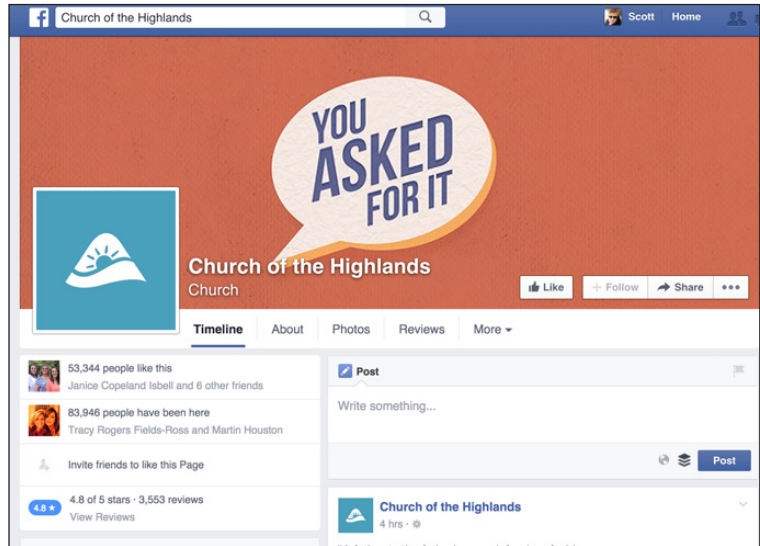 Church of the Highlands
Scott Home
YOU
ASKED
FOR IT
Church of the Highlands
Church
Like + Follow Share •••
Timeline About Photos Reviews More
53,344 people like this
Janice Copeland Isbell and 6 other friends
83,946 people have been here
Tracy Rogers Fields-Ross and Martin Houston
Invite friends to like this Page
4.8 ★ 4.8 of 5 stars · 3,553 reviews
View Reviews
Post
Write something...
Post
Church of the Highlands
4 hrs ·